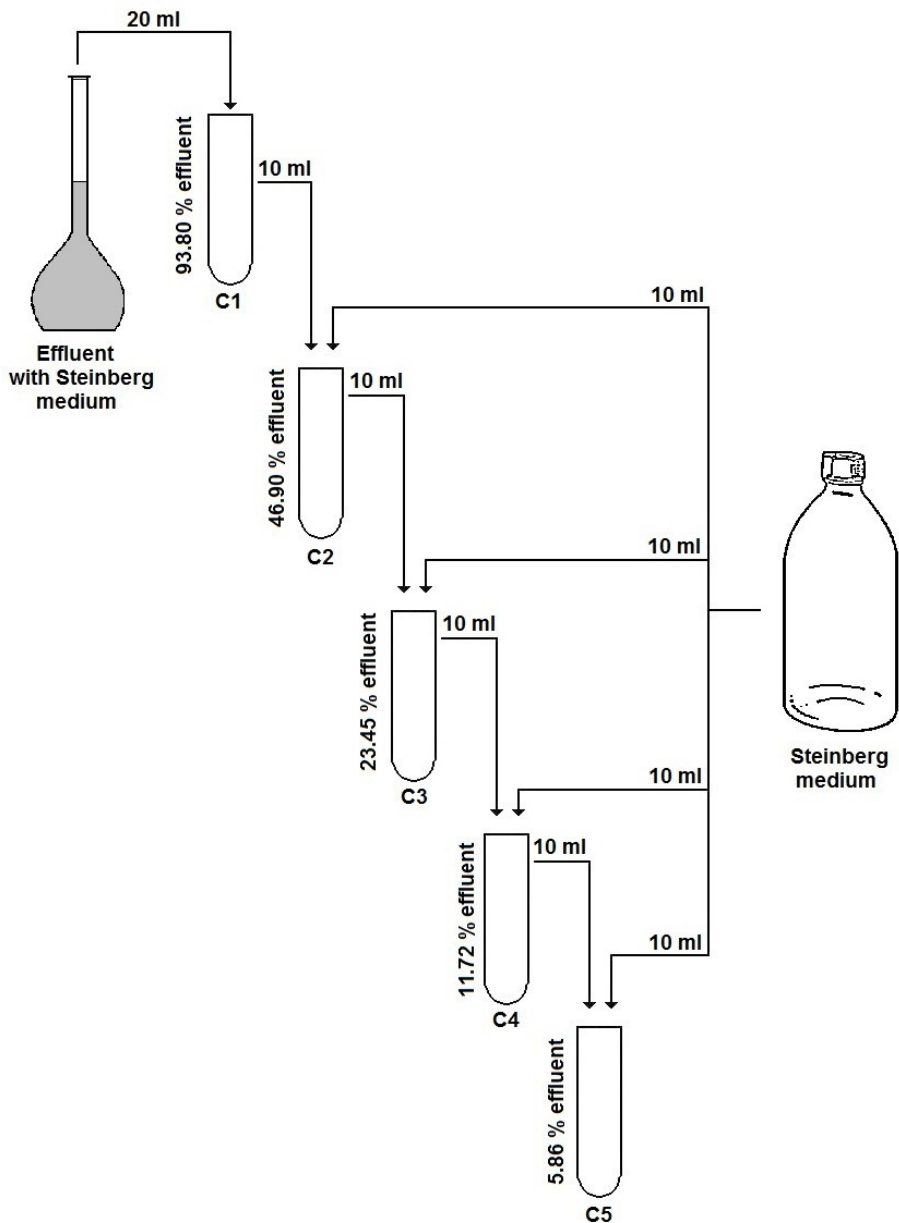 20 ml
93.80 % effluent
10 ml
C1
Effluent
with Steinberg
medium
10 ml
46.90 % effluent
10 ml
C2
10 ml
23.45 % effluent
10 ml
C3
Steinberg
medium
10 ml
11.72 % effluent
10 ml
C4
10 ml
5.86 % effluent
C5